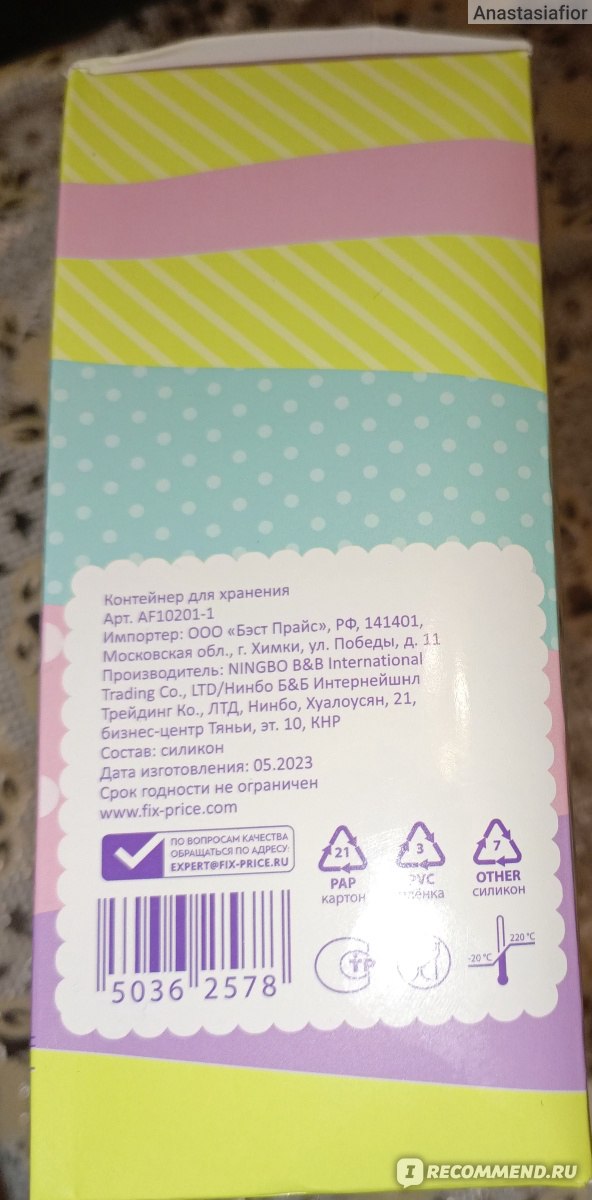 Anastasiafior
Контейнер для хранения
Арт. AF10201-1
Импортер: ООО «Бэст Прайс», РФ, 141401,
Московская обл., г. Химки, ул. Победы, д. 11
Производитель: NINGBO B&B International
Trading Co., LTD/Нинбо Б&Б Интернейшнл
Трейдинг Ко., ЛТД, Нинбо, Хуалоусян, 21,
бизнес-центр Тяньи, эт. 10, КНР
Состав: силикон
Дата изготовления: 05.2023
Срок годности не ограничен
www.fix-price.com
ПО ВОПРОСАМ КАЧЕСТВА
ОБРАЩАТЬСЯ ПО АДРЕСУ:
EXPERT@FIX-PRICE.RU
21
PAP
картон
3
PVC
плёнка
7
OTHER
силикон
-20 °C
220 °C
5036 2578
IRECOMMEND.RU